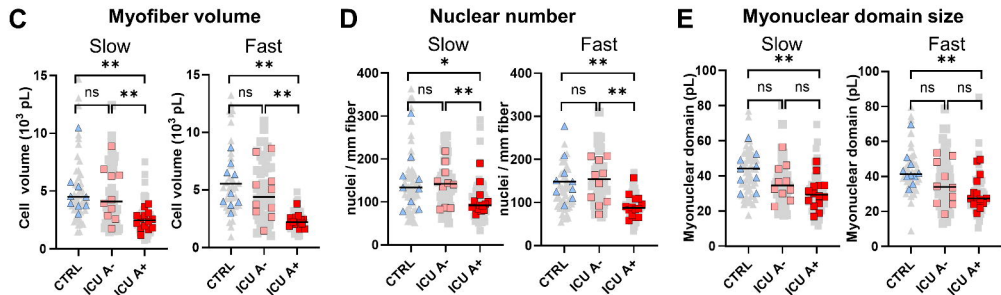 C Myofiber volume
Slow
Fast
Cell volume (10³ pL)
15
10
5
0
**
ns
**
CTRL
ICU A-
ICU A+
Cell volume (10³ pL)
15
10
5
0
**
ns
**
CTRL
ICU A-
ICU A+
D Nuclear number
Slow
Fast
nuclei / mm fiber
400
300
200
100
0
*
ns
**
CTRL
ICU A-
ICU A+
nuclei / mm fiber
400
300
200
100
0
**
ns
**
CTRL
ICU A-
ICU A+
E Myonuclear domain size
Slow
Fast
Myonuclear domain (pL)
100
80
60
40
20
0
**
ns
ns
CTRL
ICU A-
ICU A+
Myonuclear domain (pL)
100
80
60
40
20
0
**
ns
ns
CTRL
ICU A-
ICU A+